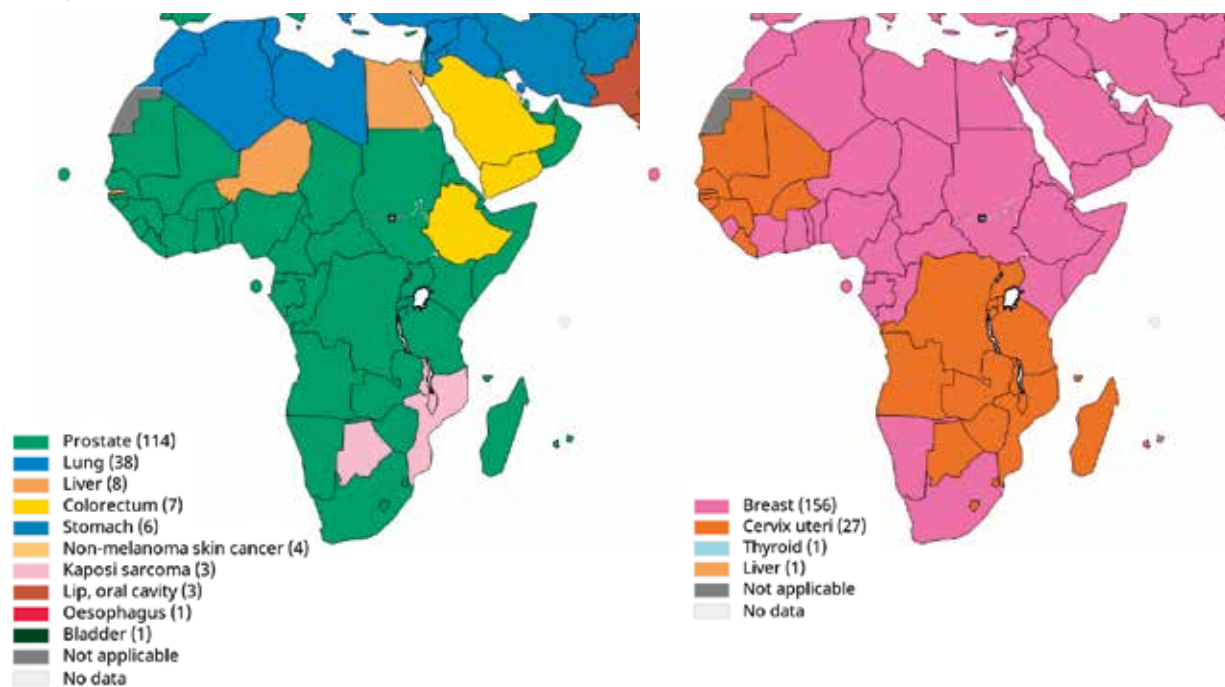 Prostate (114)
Lung (38)
Liver (8)
Colorectum (7)
Stomach (6)
Non-melanoma skin cancer (4)
Kaposi sarcoma (3)
Lip, oral cavity (3)
Oesophagus (1)
Bladder (1)
Not applicable
No data
Breast (156)
Cervix uteri (27)
Thyroid (1)
Liver (1)
Not applicable
No data